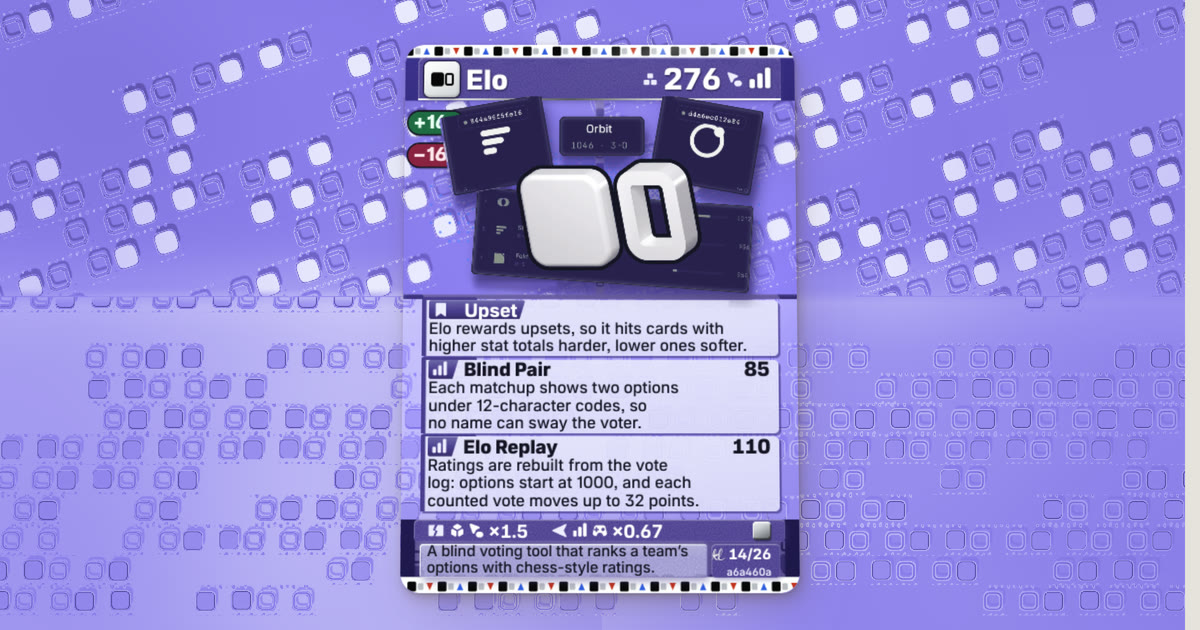 Elo
276
+16
-16
844a96f5fe16
Orbit
1046 · 3-0
Upset
Elo rewards upsets, so it hits cards with
higher stat totals harder, lower ones softer.
Blind Pair
85
Each matchup shows two options
under 12-character codes, so
no name can sway the voter.
Elo Replay
110
Ratings are rebuilt from the vote
log: options start at 1000, and each
counted vote moves up to 32 points.
×1.5
×0.67
A blind voting tool that ranks a team's
options with chess-style ratings.
14/26
a6a460a